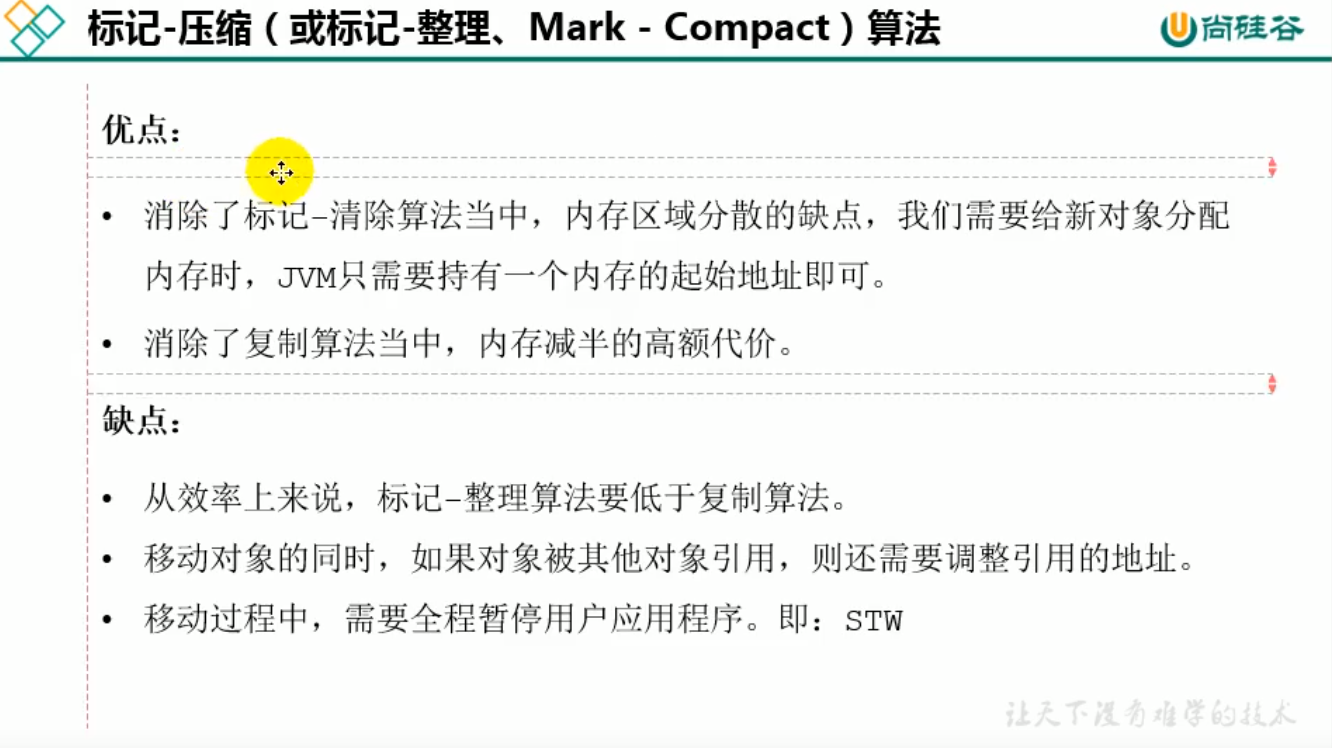 标记-压缩（或标记-整理、Mark - Compact）算法
尚硅谷
优点：
• 消除了标记-清除算法当中，内存区域分散的缺点，我们需要给新对象分配
内存时，JVM只需要持有一个内存的起始地址即可。
• 消除了复制算法当中，内存减半的高额代价。
缺点：
• 从效率上来说，标记-整理算法要低于复制算法。
• 移动对象的同时，如果对象被其他对象引用，则还需要调整引用的地址。
• 移动过程中，需要全程暂停用户应用程序。即：STW
让天下没有难学的技术